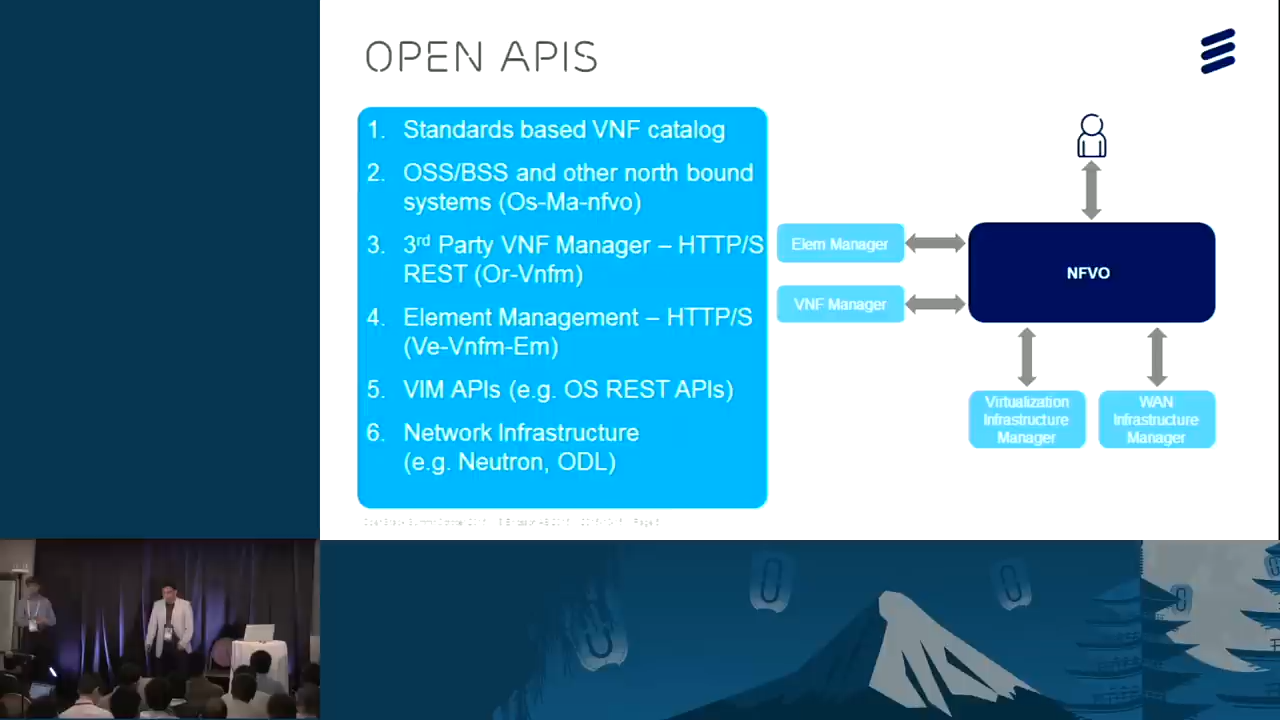 OPEN APIS
1. Standards based VNF catalog
2. OSS/BSS and other north bound
systems (Os-Ma-nfvo)
3. 3rd Party VNF Manager – HTTP/S
REST (Or-Vnfm)
4. Element Management – HTTP/S
(Ve-Vnfm-Em)
5. VIM APIs (e.g. OS REST APIs)
6. Network Infrastructure
(e.g. Neutron, ODL)
Elem Manager
VNF Manager
NFVO
Virtualization
Infrastructure
Manager
WAN
Infrastructure
Manager